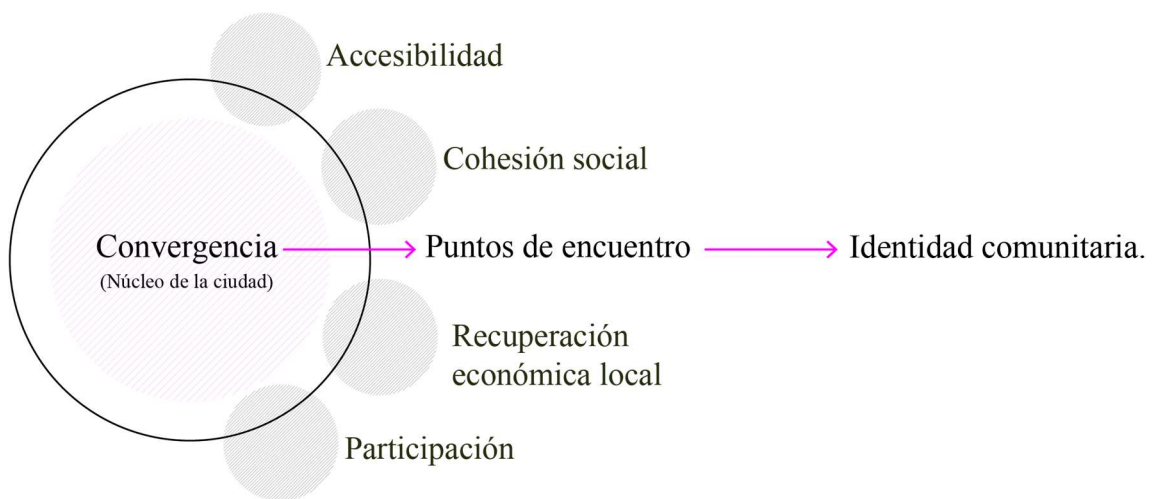 Accesibilidad
Cohesión social
Convergencia
(Núcleo de la ciudad)
Puntos de encuentro
Identidad comunitaria.
Recuperación
económica local
Participación